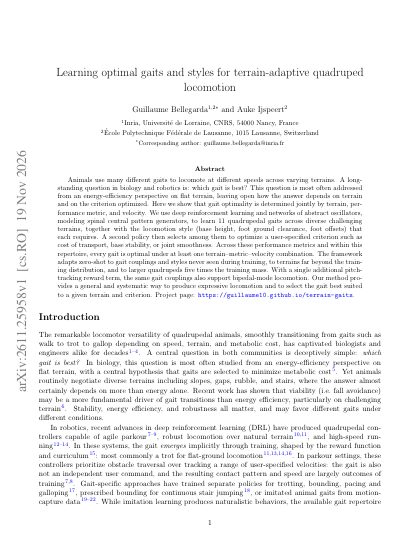 Learning optimal gaits and styles for terrain-adaptive quadruped
locomotion
Guillaume Bellegarda1,2* and Auke Ijspeert2
1Inria, Université de Lorraine, CNRS, 54000 Nancy, France
2École Polytechnique Fédérale de Lausanne, 1015 Lausanne, Switzerland
*Corresponding author: guillaume.bellegarda@inria.fr
Abstract
Animals use many different gaits to locomote at different speeds across varying terrains. A
long-standing question in biology and robotics is: which gait is best? This question is most often
addressed from an energy-efficiency perspective on flat terrain, leaving open how the answer depends
on terrain and on the criterion optimized. Here we show that gait optimality is determined jointly by terrain, per-
formance metric, and velocity. We use deep reinforcement learning and networks of abstract oscillators,
modeling spinal central pattern generators, to learn 11 quadruped gaits across diverse challenging
terrains, together with the locomotion style (base height, foot ground clearance, foot offsets) that
each requires. A second policy then selects among them to optimize a user-specified criterion such as
cost of transport, base stability, or joint smoothness. Across these performance metrics and within this
repertoire, every gait is optimal under at least one terrain–metric–velocity combination. The framework
adapts zero-shot to gait couplings and styles never seen during training, to terrains far beyond the train-
ing distribution, and to larger quadrupeds five times the training mass. With a single additional pitch-
tracking reward term, the same gait couplings also support bipedal-mode locomotion. Our method pro-
vides a general and systematic way to produce expressive locomotion and to select the gait best suited
to a given terrain and criterion. Project page: https://guillaume10.github.io/terrain-gaits.
Introduction
The remarkable locomotor versatility of quadruped animals, smoothly transitioning from gaits such as
walk to trot to gallop depending on speed, terrain, and metabolic cost, has captivated biologists and
engineers alike for decades1–4. A central question in both communities is deceptively simple: which
gait is best? In biology, this question is most often studied from an energy-efficiency perspective on
flat terrain, with a central hypothesis that gaits are selected to minimize metabolic cost5. Yet animals
routinely negotiate diverse terrains including slopes, gaps, rubble, and stairs, where the answer almost
certainly depends on more than energy alone. Recent work has shown that viability (i.e. fall avoidance)
may be a more fundamental driver of gait transitions than energy efficiency, particularly on challenging
terrain6. Stability, energy efficiency, and robustness all matter, and may favor different gaits under
different conditions.
In robotics, recent advances in deep reinforcement learning (DRL) have produced quadrupedal con-
trollers capable of agile parkour7–9, robust locomotion over natural terrain10,11, and high-speed run-
ning12–14. In these systems, the gait emerges implicitly through training, shaped by the reward function
and curriculum15: most commonly a trot for flat-ground locomotion11,13,14,16. In parkour settings, these
controllers prioritize obstacle traversal over tracking a range of user-specified velocities: the gait is also
not an independent user command, and the resulting contact pattern and speed are largely outcomes of
training7,8. Gait-specific approaches have trained separate policies for trotting, bounding, pacing and
galloping17, prescribed bounding for continuous stair jumping18, or imitated animal gaits from motion-
capture data19–22. While imitation learning produces naturalistic behaviors, the available gait repertoire
1
arXiv:2611.25958v1 [cs.RO] 19 Nov 2026